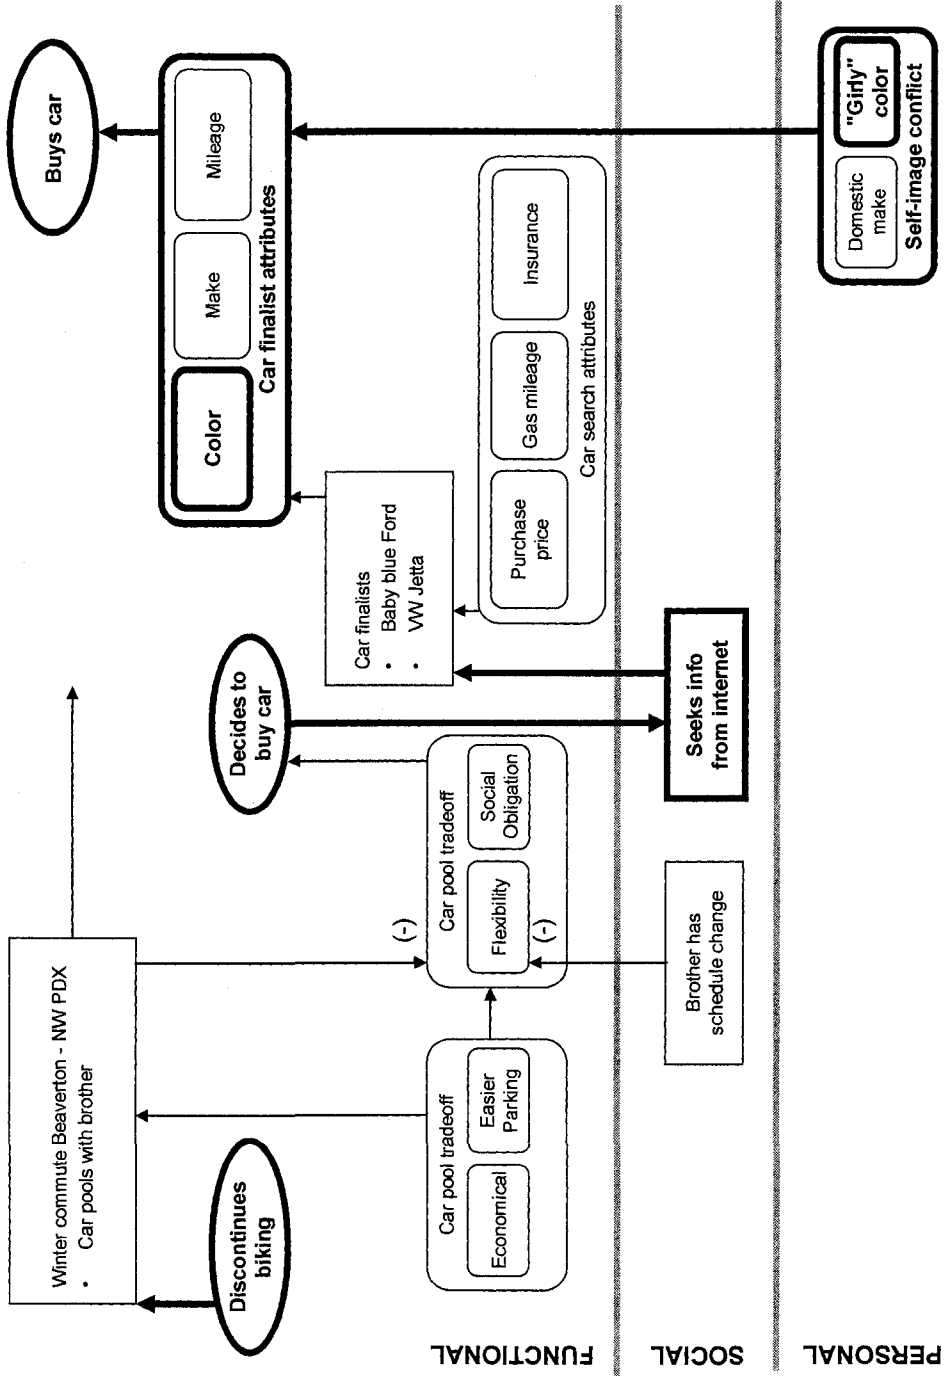 Winter commute Beaverton - NW PDX
• Car pools with brother
Discontinues
biking
Decides to
buy car
Buys car
Color
Make
Mileage
Car finalist attributes
Car finalists
• Baby blue Ford
• VW Jetta
(-)
Car pool tradeoff
Economical
Easier
Parking
Car pool tradeoff
Flexibility
Social
Obligation
(-)
Purchase
price
Gas mileage
Insurance
Car search attributes
FUNCTIONAL
Brother has
schedule change
Seeks info
from internet
SOCIAL
Domestic
make
"Girly"
color
Self-image conflict
PERSONAL